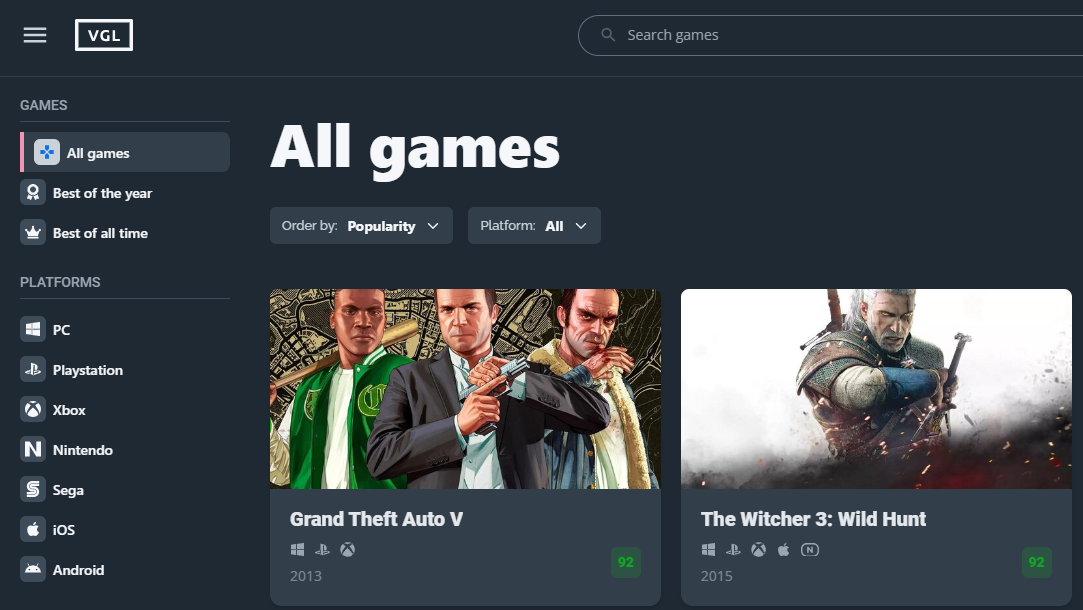 VGL
Search games
GAMES
All games
Best of the year
Best of all time
PLATFORMS
PC
Playstation
Xbox
Nintendo
Sega
iOS
Android
All games
Order by: Popularity
Platform: All
Grand Theft Auto V
2013
92
The Witcher 3: Wild Hunt
2015
92